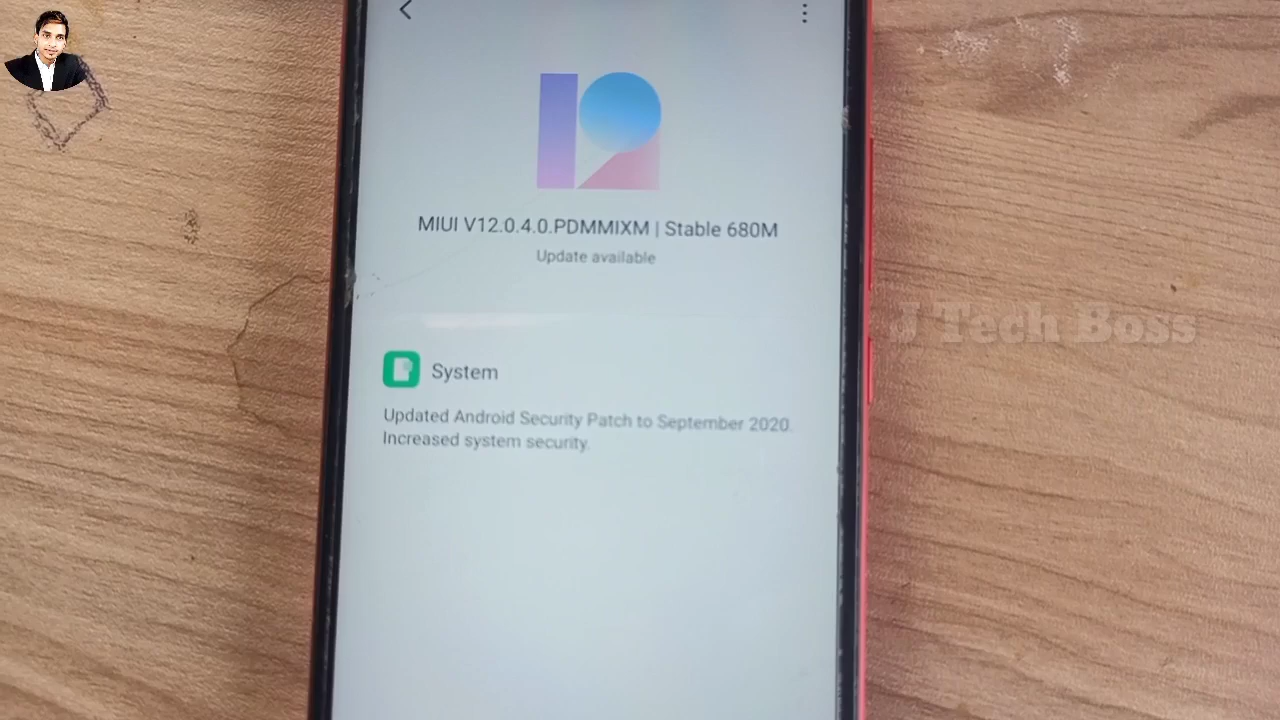 MIUI V12.0.4.0.PDMMIXM | Stable 680M
Update available
System
Updated Android Security Patch to September 2020.
Increased system security.
J Tech Boss